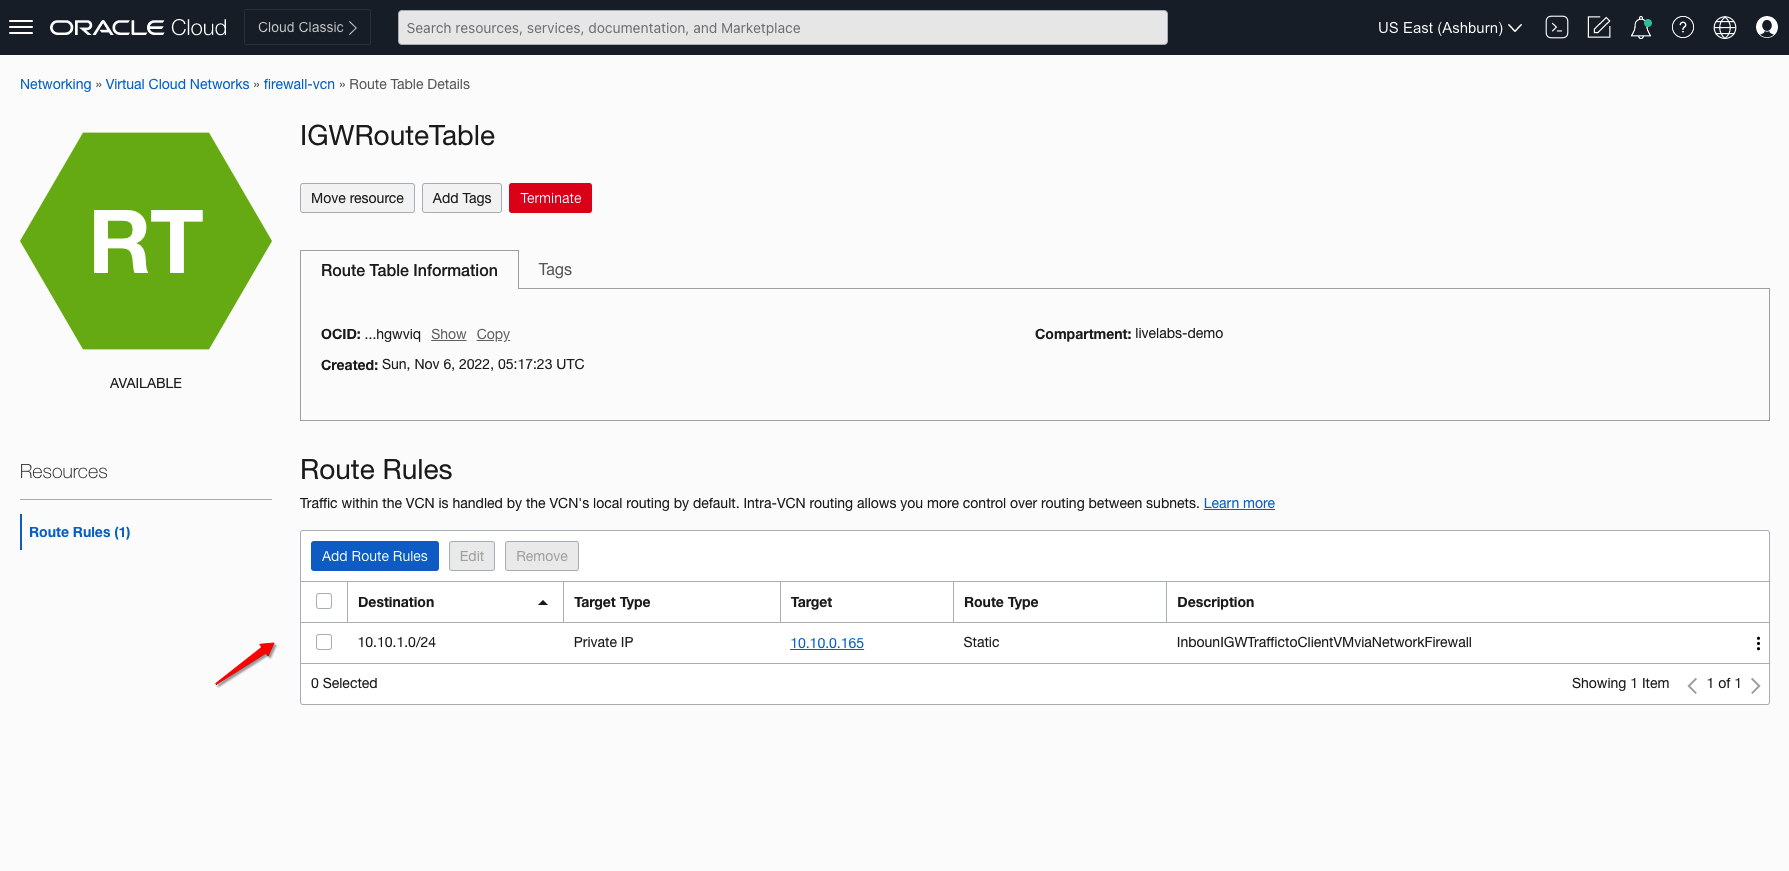 ORACLE Cloud
Cloud Classic
Search resources, services, documentation, and Marketplace
US East (Ashburn)
Networking » Virtual Cloud Networks » firewall-vcn » Route Table Details
RT
AVAILABLE
IGWRouteTable
Move resource
Add Tags
Terminate
Route Table Information
Tags
OCID: ...hgwviq Show Copy
Compartment: livelabs-demo
Created: Sun, Nov 6, 2022, 05:17:23 UTC
Resources
Route Rules (1)
Route Rules
Traffic within the VCN is handled by the VCN's local routing by default. Intra-VCN routing allows you more control over routing between subnets. Learn more
Add Route Rules
Edit
Remove
Destination Target Type Target Route Type Description
10.10.1.0/24 Private IP 10.10.0.165 Static InbounIGWTraffictoClientVMviaNetworkFirewall
0 Selected
Showing 1 Item
1 of 1